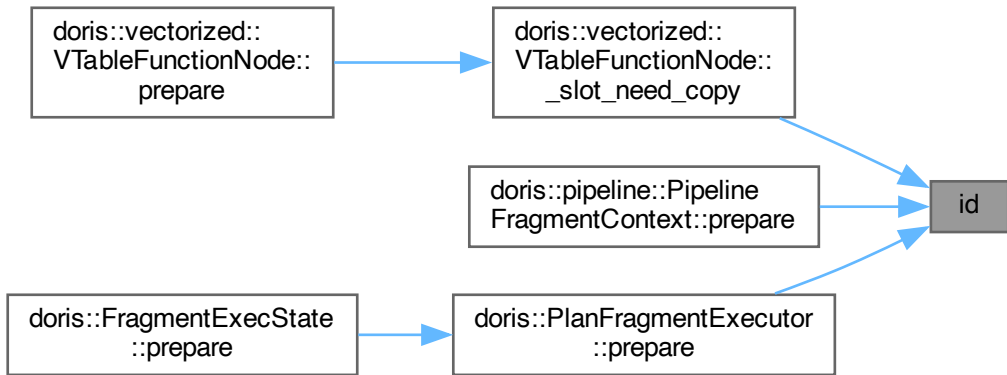 doris::vectorized::
VTableFunctionNode::
prepare
doris::vectorized::
VTableFunctionNode::
_slot_need_copy
doris::pipeline::Pipeline
FragmentContext::prepare
id
doris::FragmentExecState
::prepare
doris::PlanFragmentExecutor
::prepare